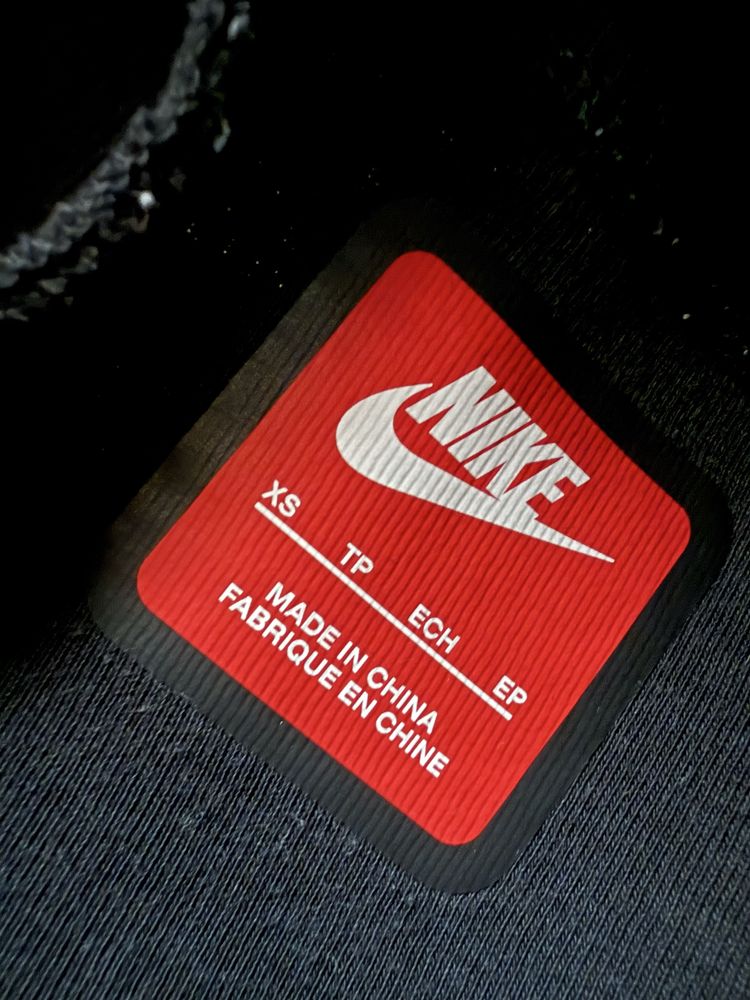 NIKE
XS TP ECH EP
MADE IN CHINA
FABRIQUE EN CHINE